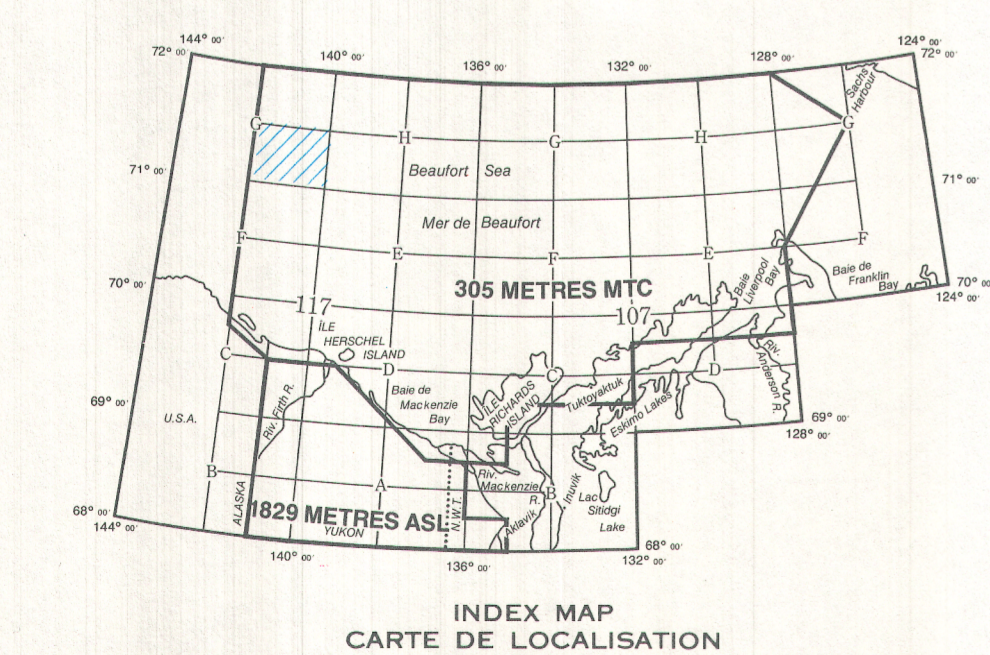 144° 00'
140° 00'
136° 00'
132° 00'
128° 00'
124° 00'
72° 00'
72° 00'
Sachs
Harbour
G
H
G
H
G
71° 00'
Beaufort Sea
71° 00'
Mer de Beaufort
F
E
F
E
F
70° 00'
305 METRES MTC
Baie
Liverpool
Bay
Baie de
Franklin
Bay
70° 00'
124° 00'
117
107
ÎLE
HERSCHEL
ISLAND
C
D
C
D
Riv.
Anderson R.
Baie de
Mackenzie
Bay
ÎLE
RICHARDS
ISLAND
Tuktoyaktuk
Eskimo Lakes
69° 00'
U.S.A.
Riv. Firth R.
69° 00'
128° 00'
B
A
B
Riv.
Mackenzie
R.
Inuvik
Lac
Sitidgi
Lake
ALASKA
1829 METRES ASL
YUKON
N.W.T.
Aklavik
68° 00'
144° 00'
140° 00'
136° 00'
68° 00'
132° 00'
INDEX MAP
CARTE DE LOCALISATION